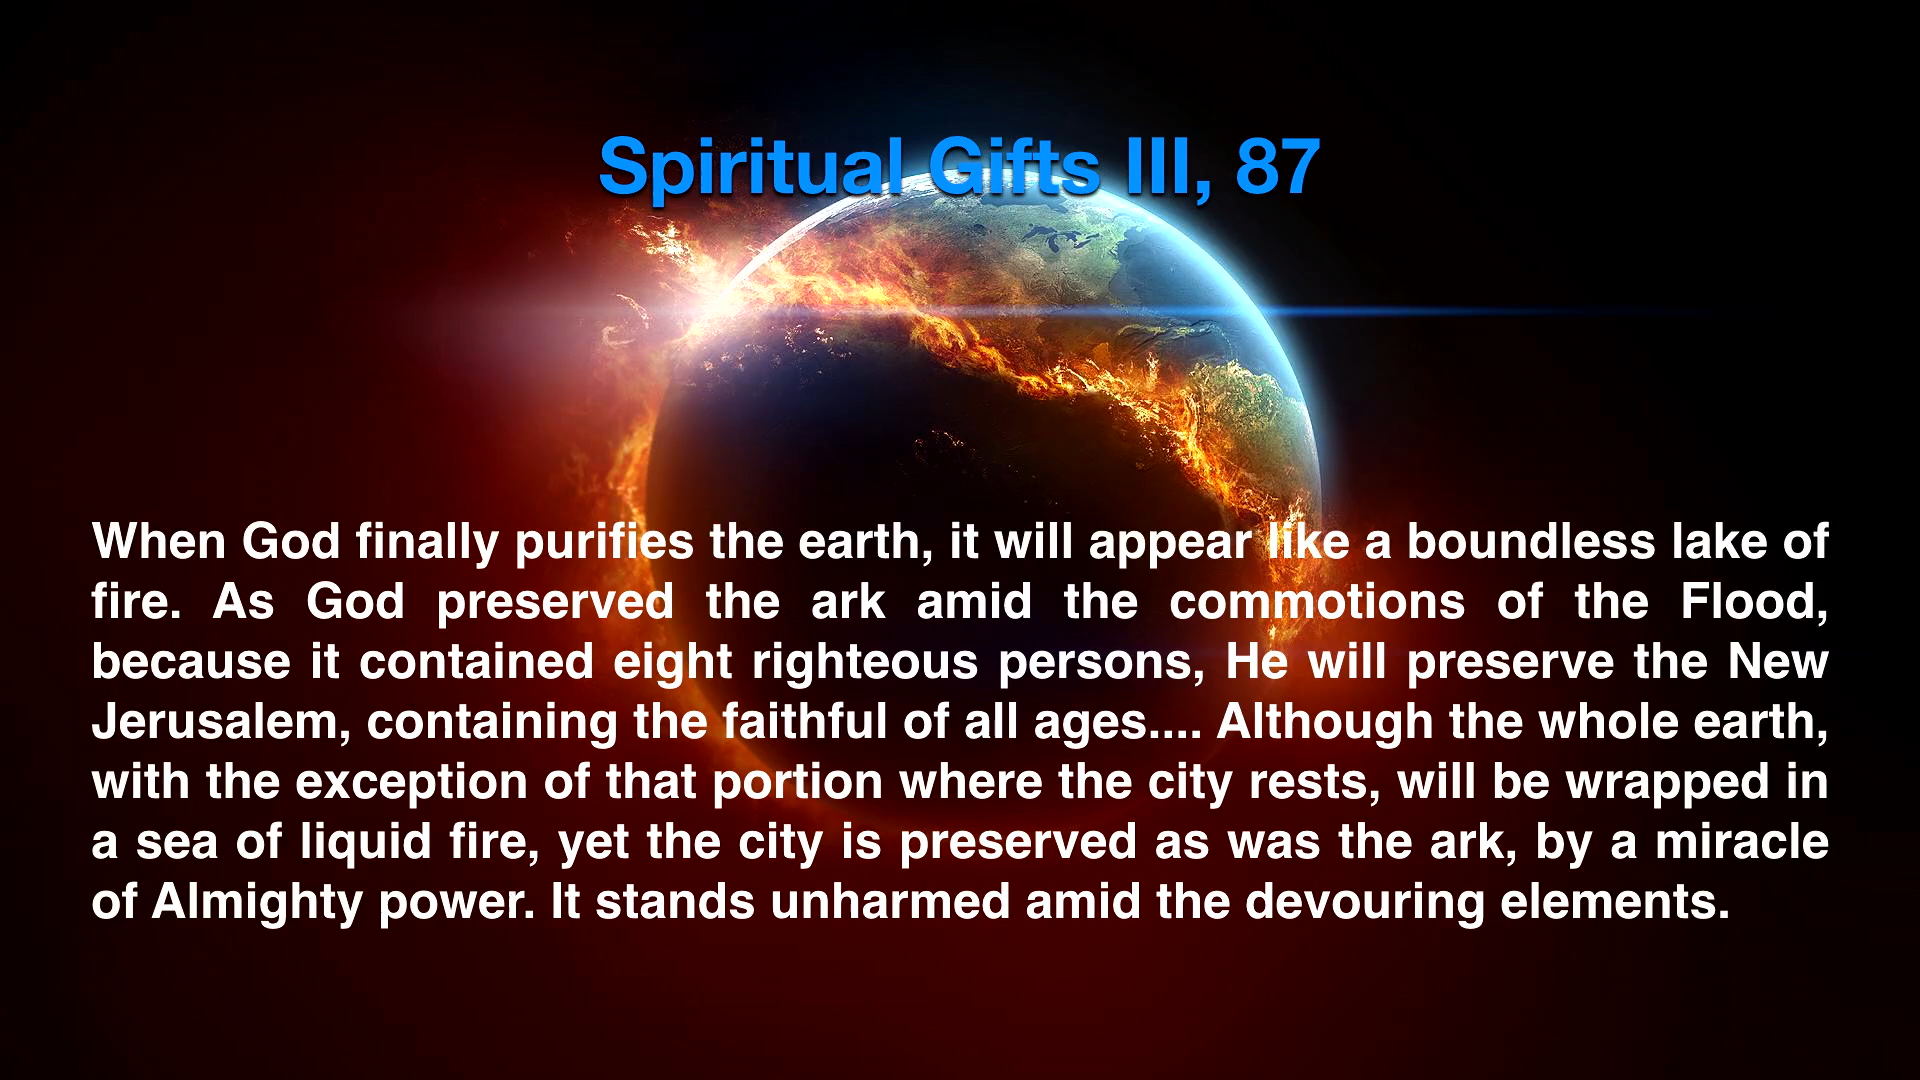 Spiritual Gifts III, 87
When God finally purifies the earth, it will appear like a boundless lake of
fire. As God preserved the ark amid the commotions of the Flood,
because it contained eight righteous persons, He will preserve the New
Jerusalem, containing the faithful of all ages.... Although the whole earth,
with the exception of that portion where the city rests, will be wrapped in
a sea of liquid fire, yet the city is preserved as was the ark, by a miracle
of Almighty power. It stands unharmed amid the devouring elements.